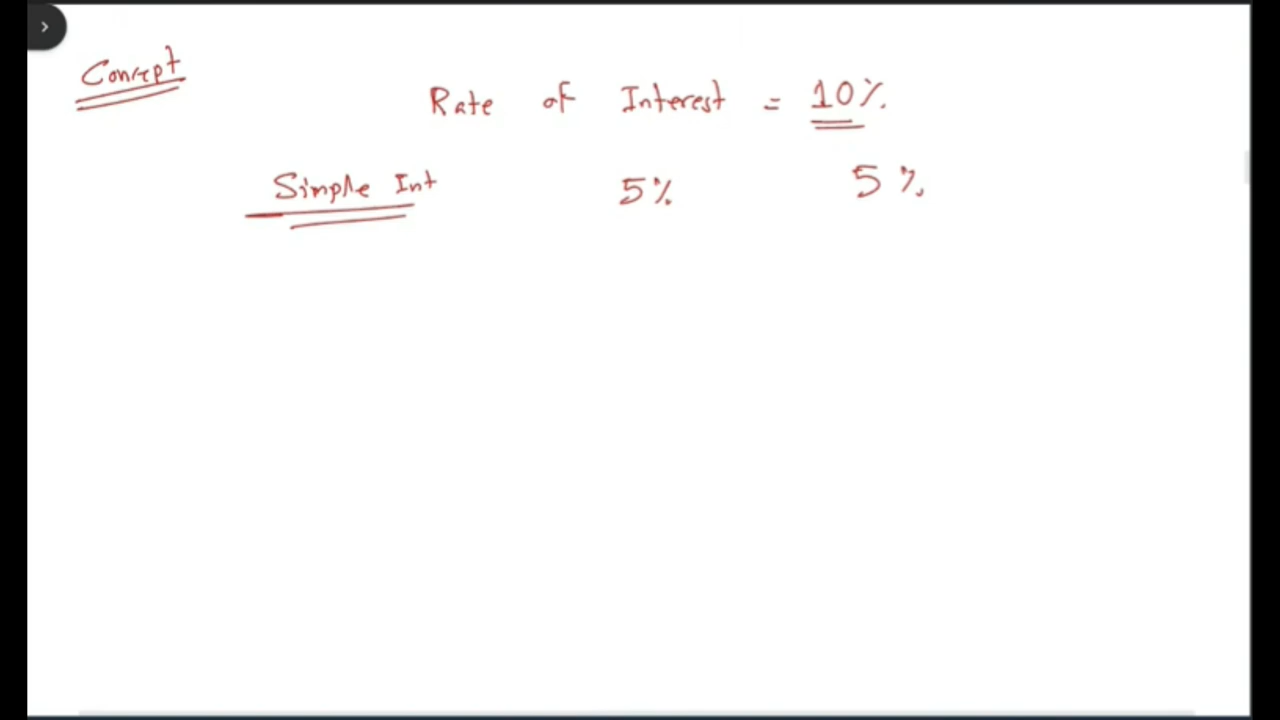 Concept
Rate of Interest = 10%
Simple Int 5% 5%